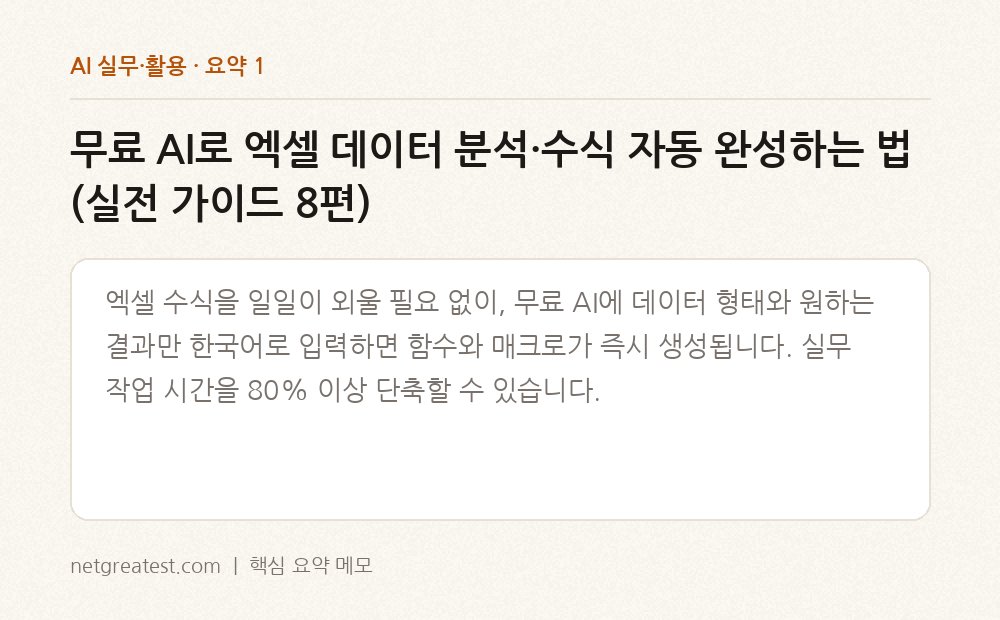 AI 실무·활용 · 요약 1
무료 AI로 엑셀 데이터 분석·수식 자동 완성하는 법
(실전 가이드 8편)
엑셀 수식을 일일이 외울 필요 없이, 무료 AI에 데이터 형태와 원하는
결과만 한국어로 입력하면 함수와 매크로가 즉시 생성됩니다. 실무
작업 시간을 80% 이상 단축할 수 있습니다.
netgreatest.com | 핵심 요약 메모